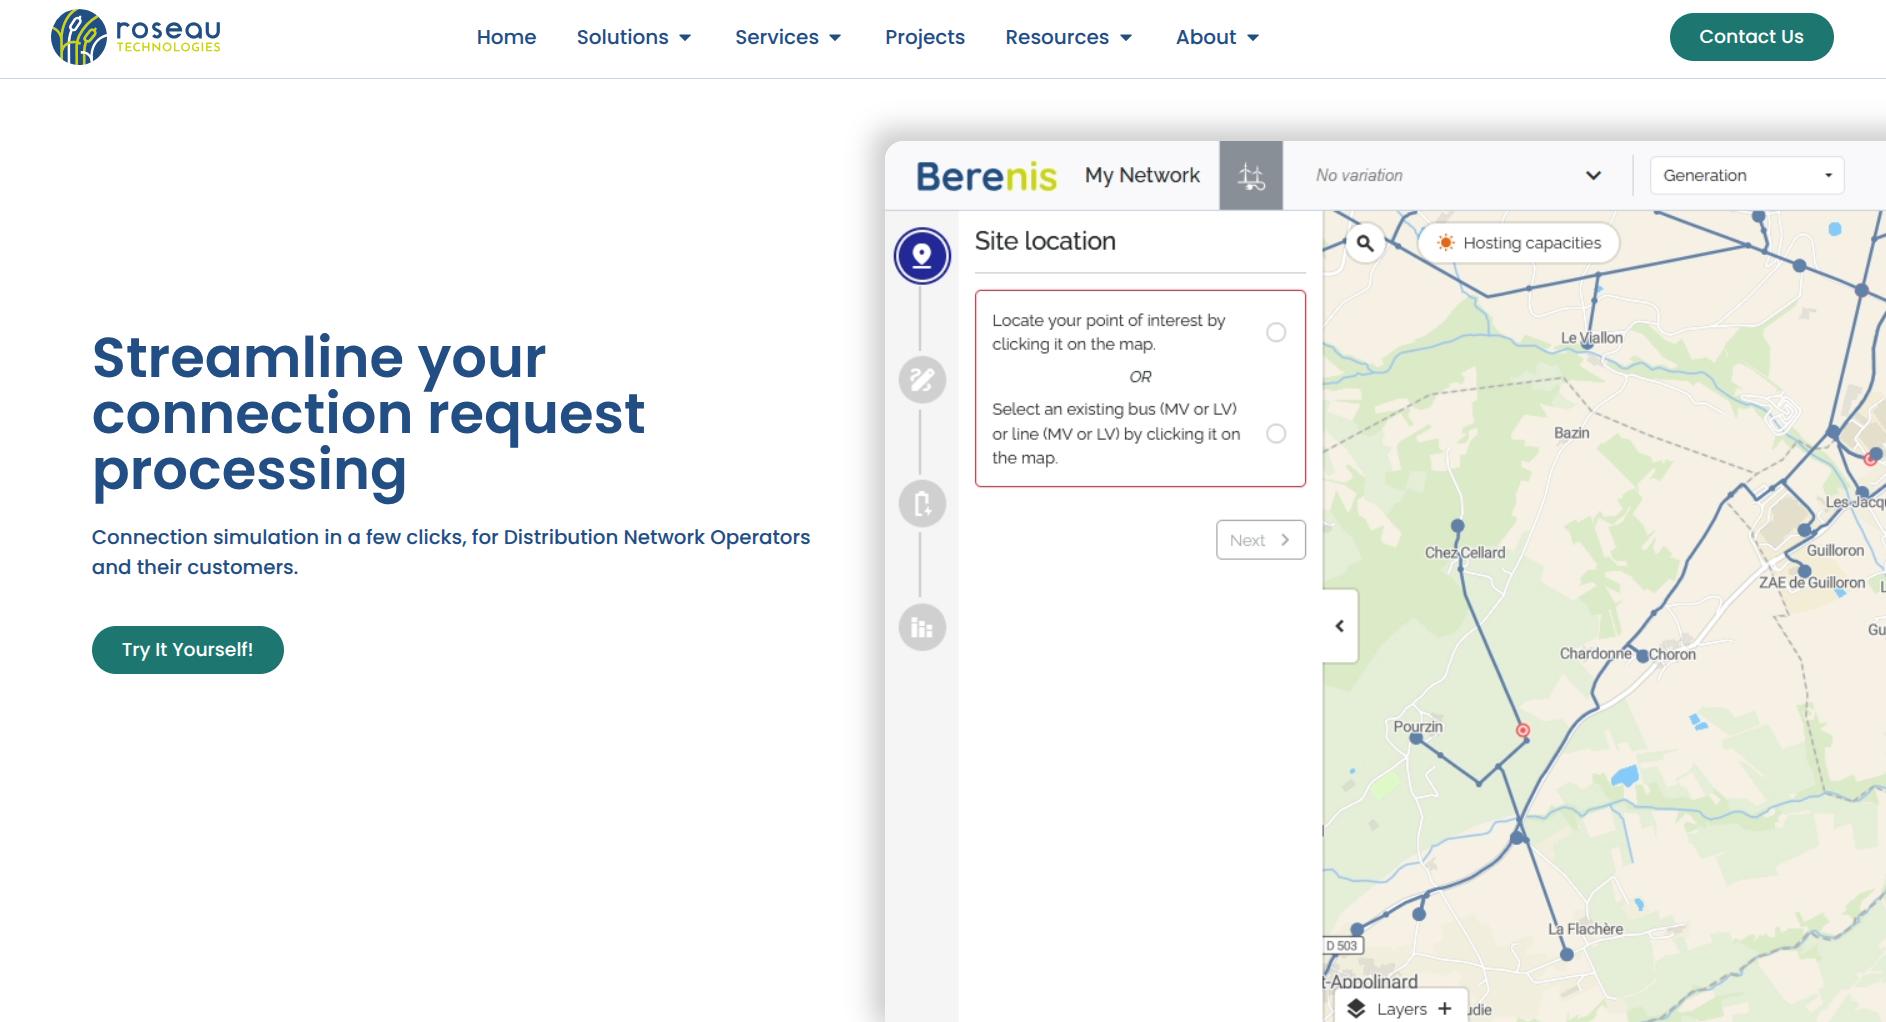 roseau
TECHNOLOGIES
Home
Solutions
Services
Projects
Resources
About
Contact Us
Streamline your
connection request
processing
Connection simulation in a few clicks, for Distribution Network Operators
and their customers.
Try It Yourself!
Berenis
My Network
No variation
Generation
Site location
Locate your point of interest by
clicking it on the map.
OR
Select an existing bus (MV or LV)
or line (MV or LV) by clicking it on
the map.
Next
Hosting capacities
Le Viallon
Bazin
Les Jacqu
Chez Cellard
Guilloron
ZAE de Guilloron
Gu
Chardonne
Choron
Pourzin
La Flachère
D 503
t-Appolinard
Layers
udie